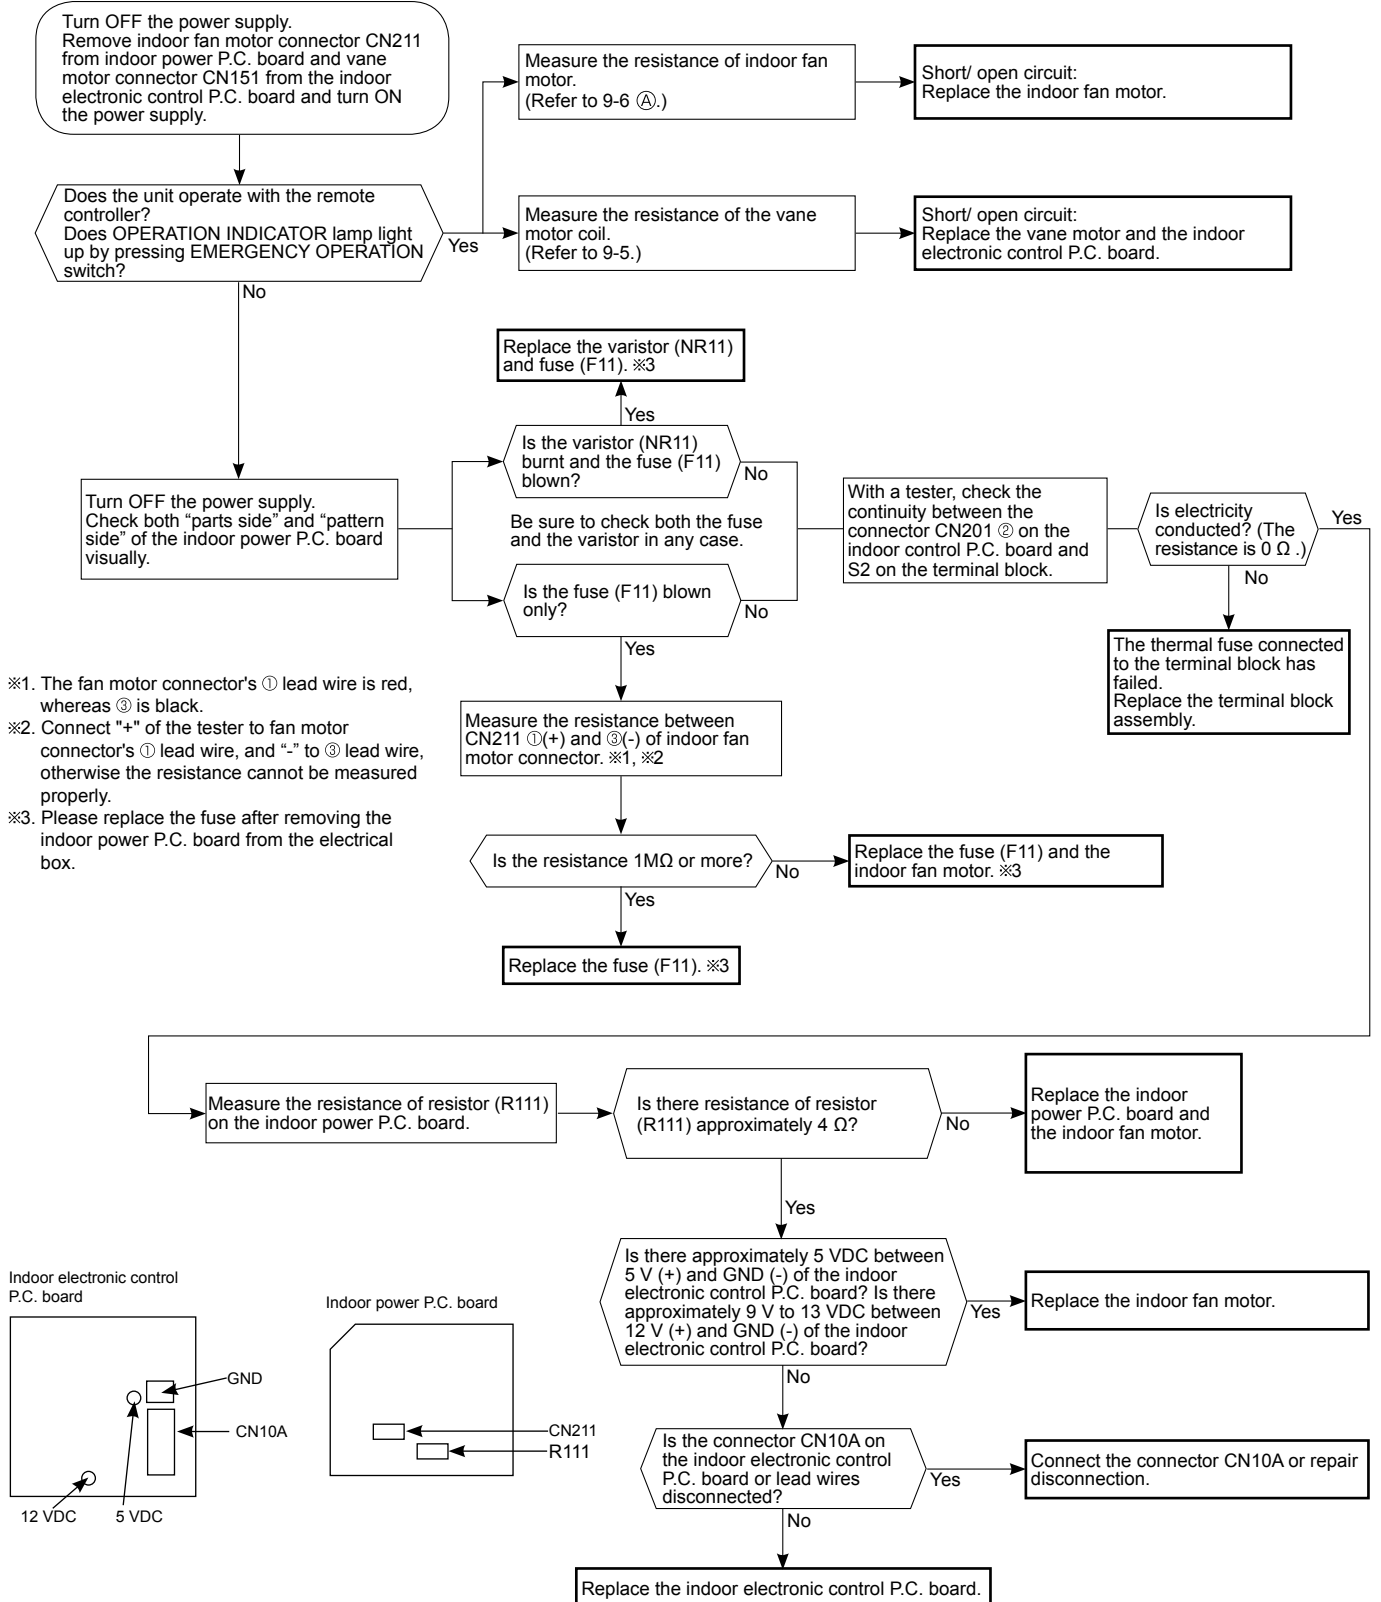 Turn OFF the power supply.
Remove indoor fan motor connector CN211
from indoor power P.C. board and vane
motor connector CN151 from the indoor
electronic control P.C. board and turn ON
the power supply.
Measure the resistance of indoor fan
motor.
(Refer to 9-6 Ⓐ.)
Short/ open circuit:
Replace the indoor fan motor.
Does the unit operate with the remote
controller?
Does OPERATION INDICATOR lamp light
up by pressing EMERGENCY OPERATION
switch?
Yes
Measure the resistance of the vane
motor coil.
(Refer to 9-5.)
Short/ open circuit:
Replace the vane motor and the indoor
electronic control P.C. board.
No
Replace the varistor (NR11)
and fuse (F11). ※3
Yes
Is the varistor (NR11)
burnt and the fuse (F11)
blown?
No
Turn OFF the power supply.
Check both “parts side” and “pattern
side” of the indoor power P.C. board
visually.
Be sure to check both the fuse
and the varistor in any case.
With a tester, check the
continuity between the
connector CN201 ② on the
indoor control P.C. board and
S2 on the terminal block.
Is electricity
conducted? (The
resistance is 0 Ω .)
Yes
No
Is the fuse (F11) blown
only?
No
Yes
The thermal fuse connected
to the terminal block has
failed.
Replace the terminal block
assembly.
※1. The fan motor connector's ① lead wire is red,
whereas ③ is black.
※2. Connect "+" of the tester to fan motor
connector's ① lead wire, and “-” to ③ lead wire,
otherwise the resistance cannot be measured
properly.
※3. Please replace the fuse after removing the
indoor power P.C. board from the electrical
box.
Measure the resistance between
CN211 ①(+) and ③(-) of indoor fan
motor connector. ※1, ※2
Is the resistance 1MΩ or more?
No
Replace the fuse (F11) and the
indoor fan motor. ※3
Yes
Replace the fuse (F11). ※3
Measure the resistance of resistor (R111)
on the indoor power P.C. board.
Is there resistance of resistor
(R111) approximately 4 Ω?
No
Replace the indoor
power P.C. board and
the indoor fan motor.
Yes
Is there approximately 5 VDC between
5 V (+) and GND (-) of the indoor
electronic control P.C. board? Is there
approximately 9 V to 13 VDC between
12 V (+) and GND (-) of the indoor
electronic control P.C. board?
Yes
Replace the indoor fan motor.
No
Is the connector CN10A on
the indoor electronic control
P.C. board or lead wires
disconnected?
Yes
Connect the connector CN10A or repair
disconnection.
No
Replace the indoor electronic control P.C. board.
Indoor electronic control
P.C. board
GND
CN10A
12 VDC
5 VDC
Indoor power P.C. board
CN211
R111